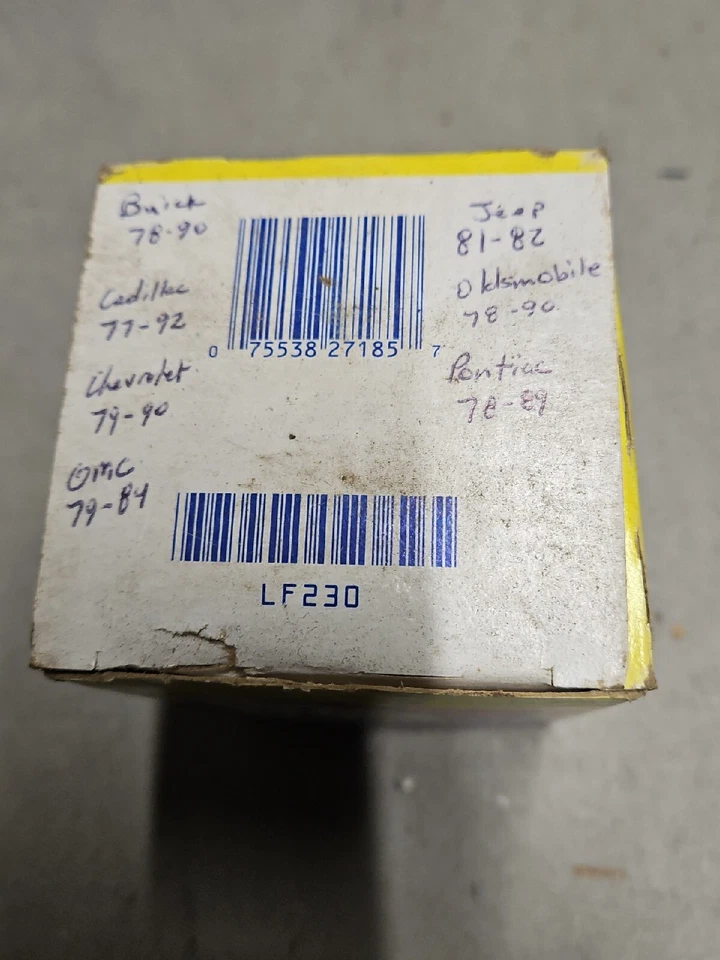 Buick
78-90
Cadillac
77-92
Chevrolet
79-90
GMC
79-84
0 75538 27185 7
Jeep
81-82
Oldsmobile
78-90
Pontiac
78-89
LF230